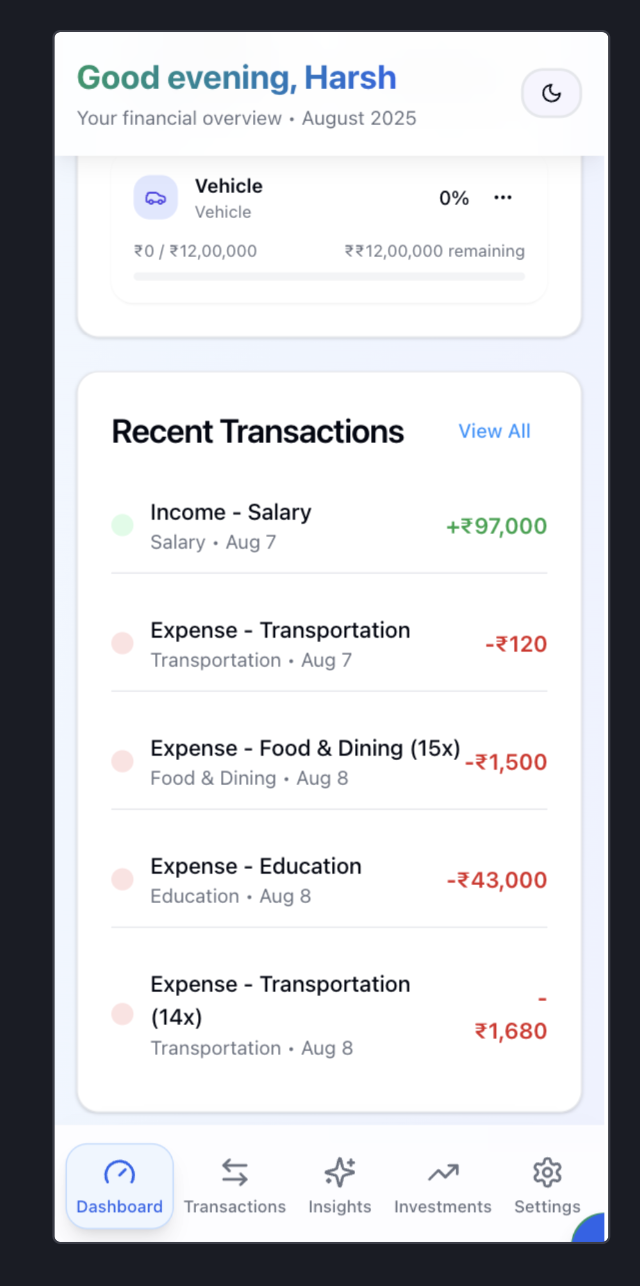 Good evening, Harsh
Your financial overview • August 2025
Vehicle
0% •••
Vehicle
₹0 / ₹12,00,000
₹₹12,00,000 remaining
Recent Transactions
View All
Income - Salary
+₹97,000
Salary • Aug 7
Expense - Transportation
-₹120
Transportation • Aug 7
Expense - Food & Dining (15x)
-₹1,500
Food & Dining • Aug 8
Expense - Education
-₹43,000
Education • Aug 8
Expense - Transportation
(14x)
-
₹1,680
Transportation • Aug 8
Dashboard
Transactions
Insights
Investments
Settings